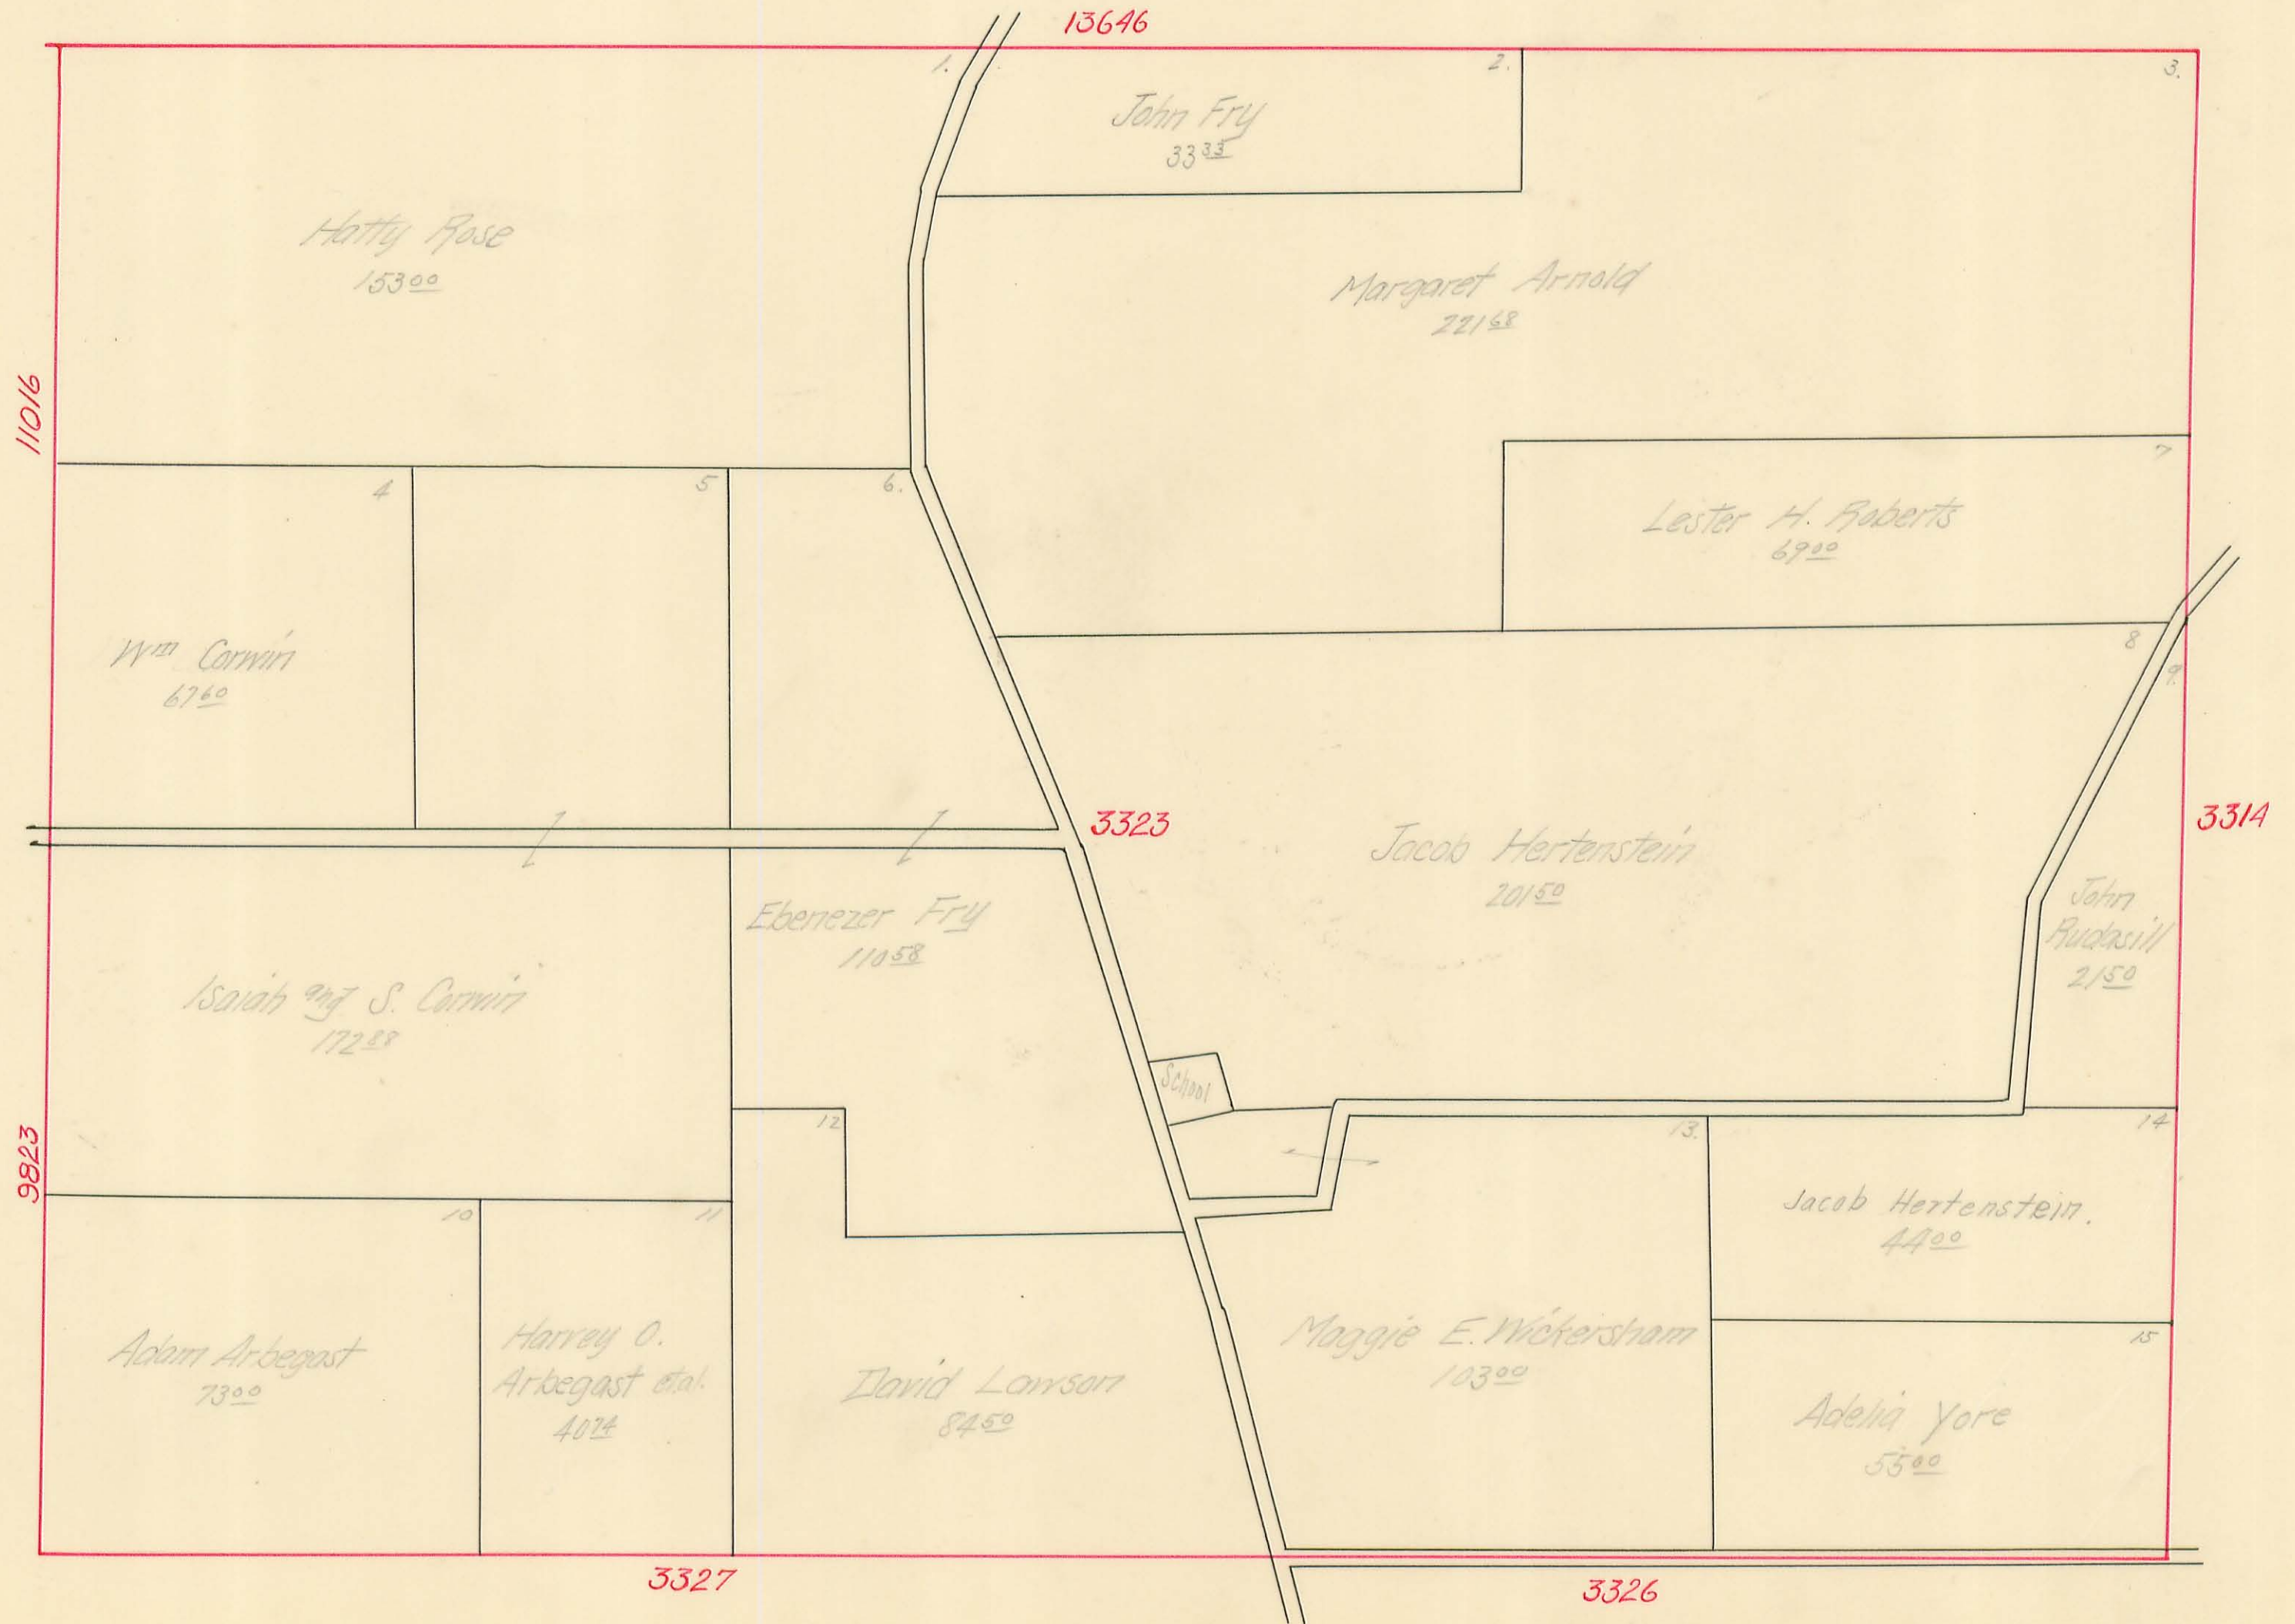 13646
1.
2.
3.
John Fry
33 33
Hatty Rose
153 00
Margaret Arnold
221 68
11016
4
5
6.
7
Lester H. Roberts
69 00
Wm Corwin
67 60
8
9.
3323
3314
Jacob Hertenstein
201 50
John
Rudasill
21 50
Ebenezer Fry
110 58
Isaiah and S. Corwin
172 88
School
12
13.
14
9823
10
11
Jacob Hertenstein.
44 00
Adam Arbegast
73 00
Harvey O.
Arbegast et.al.
40 74
David Lawson
84 50
Maggie E. Wickersham
103 00
15
Adelia Yore
55 00
3327
3326